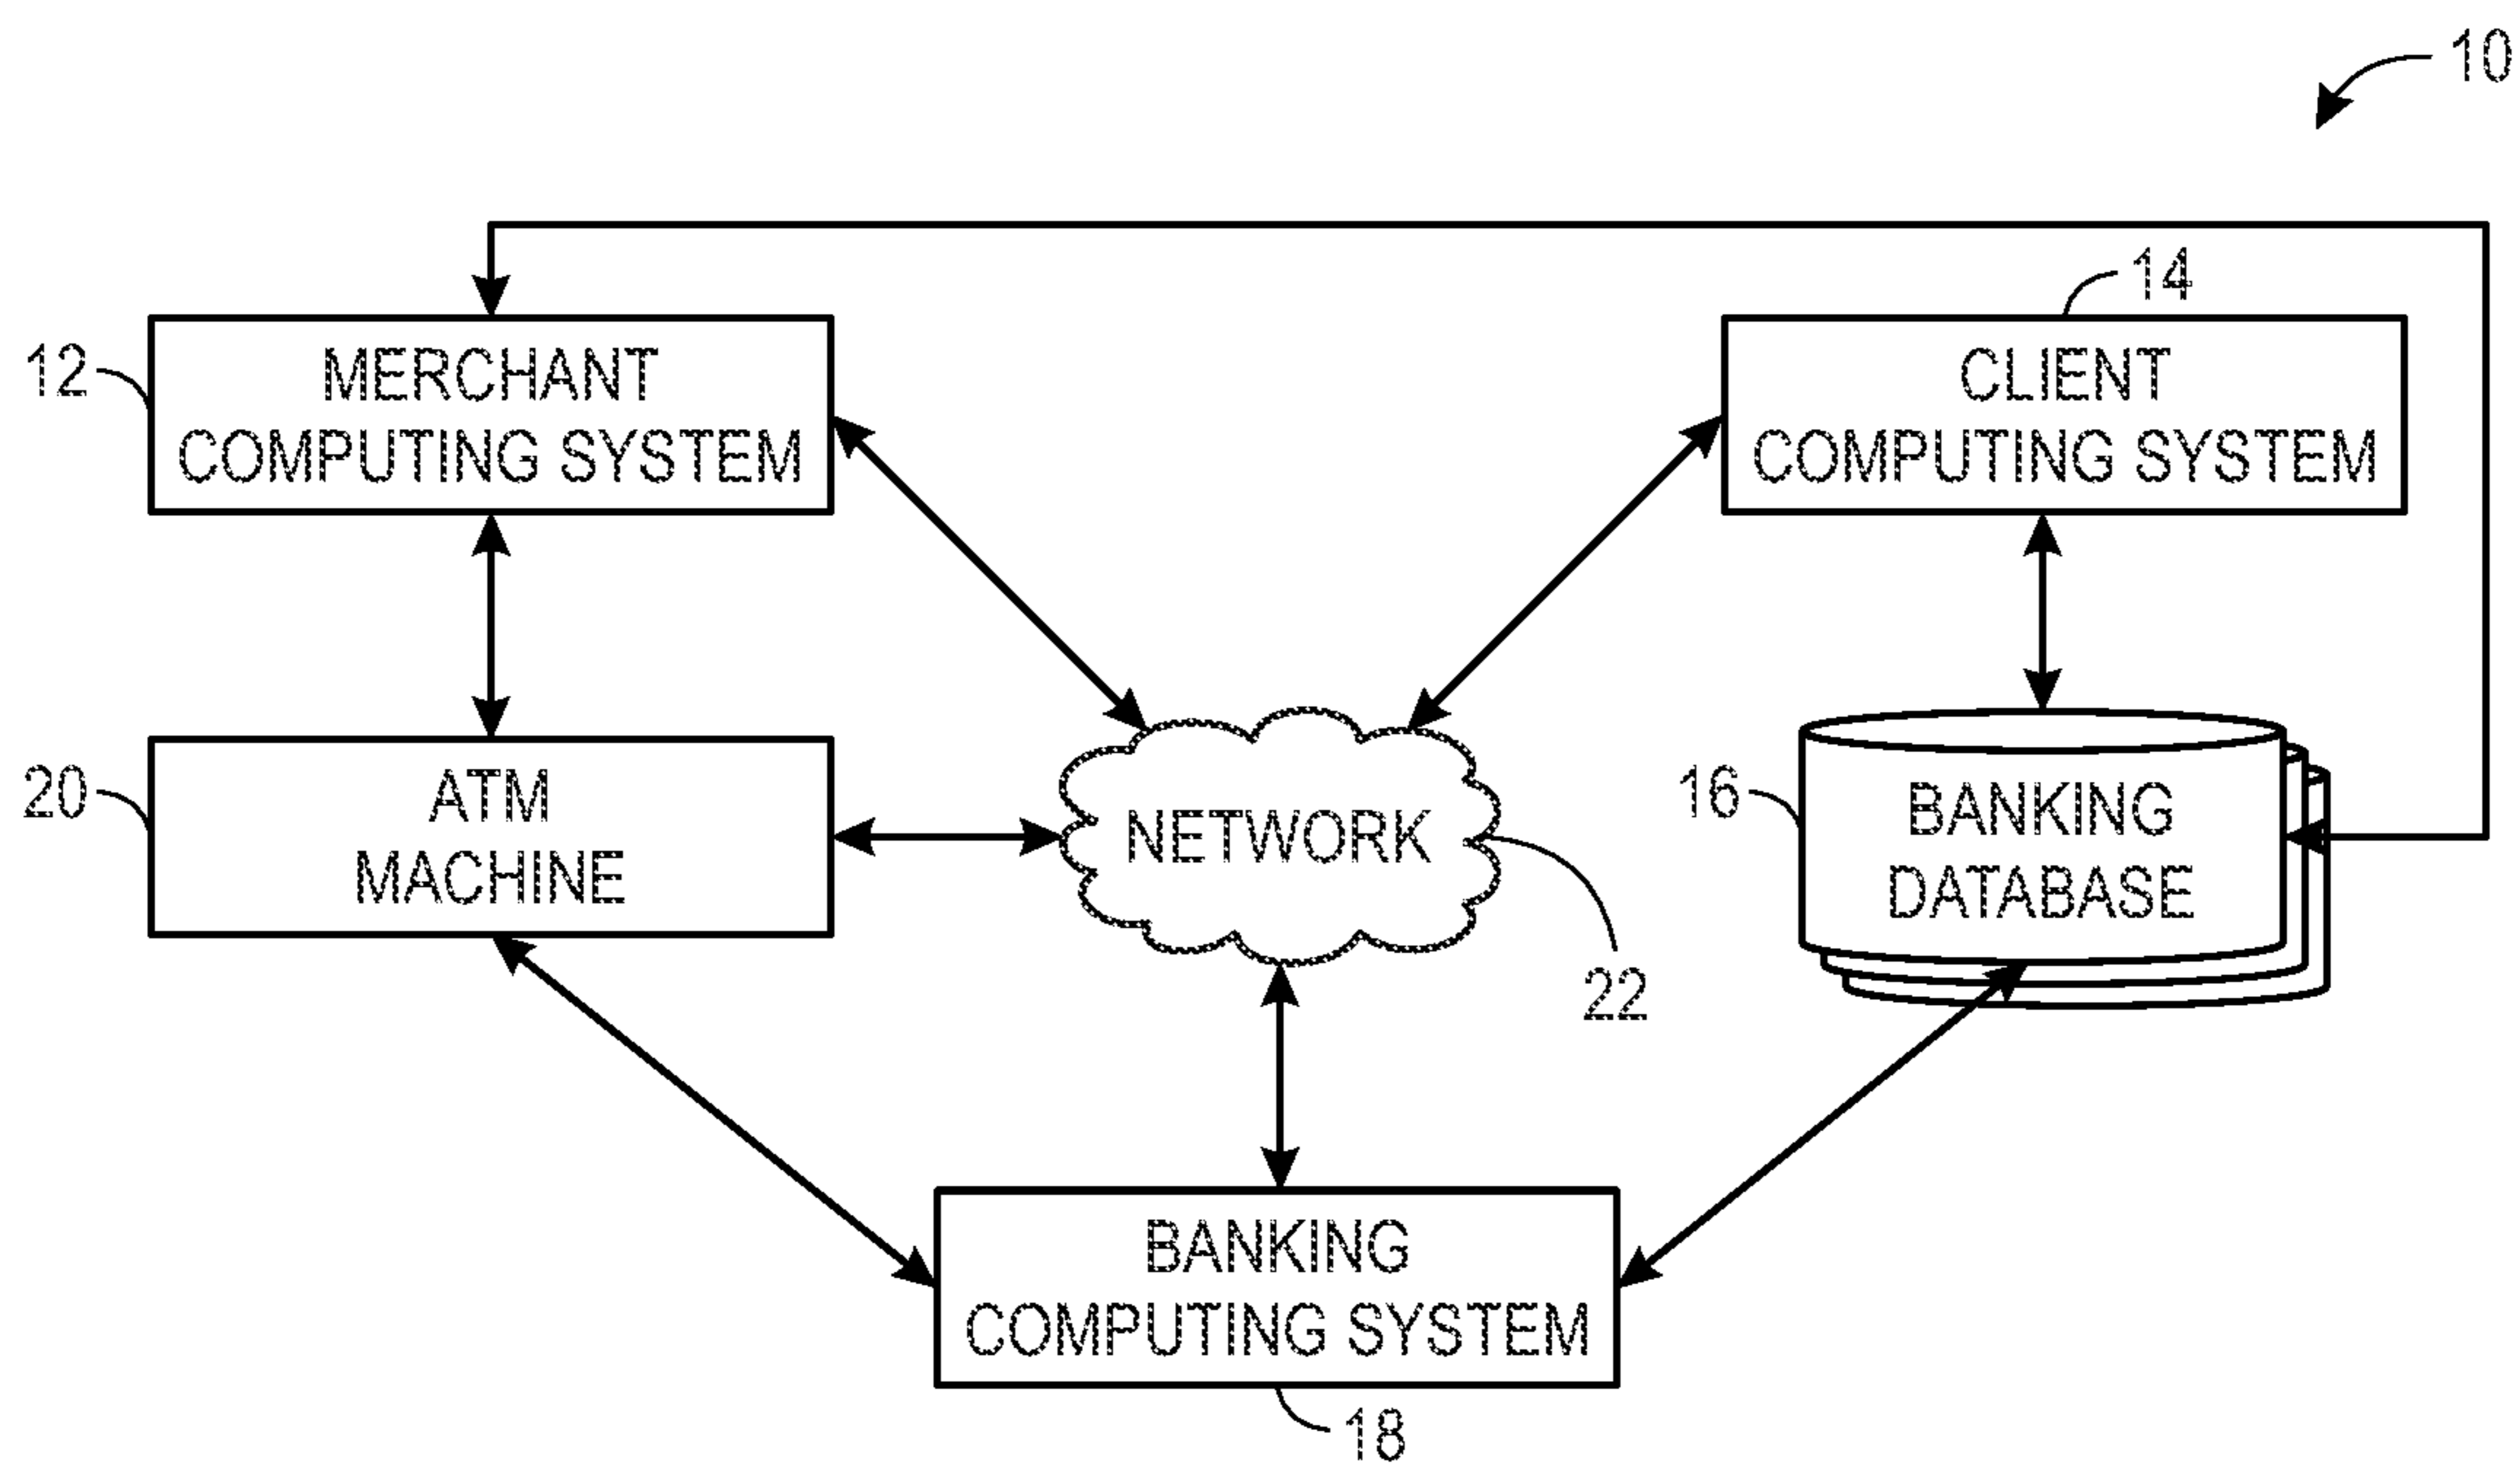 10
14
12
MERCHANT
COMPUTING SYSTEM
CLIENT
COMPUTING SYSTEM
20
ATM
MACHINE
NETWORK
16
BANKING
DATABASE
22
BANKING
COMPUTING SYSTEM
18